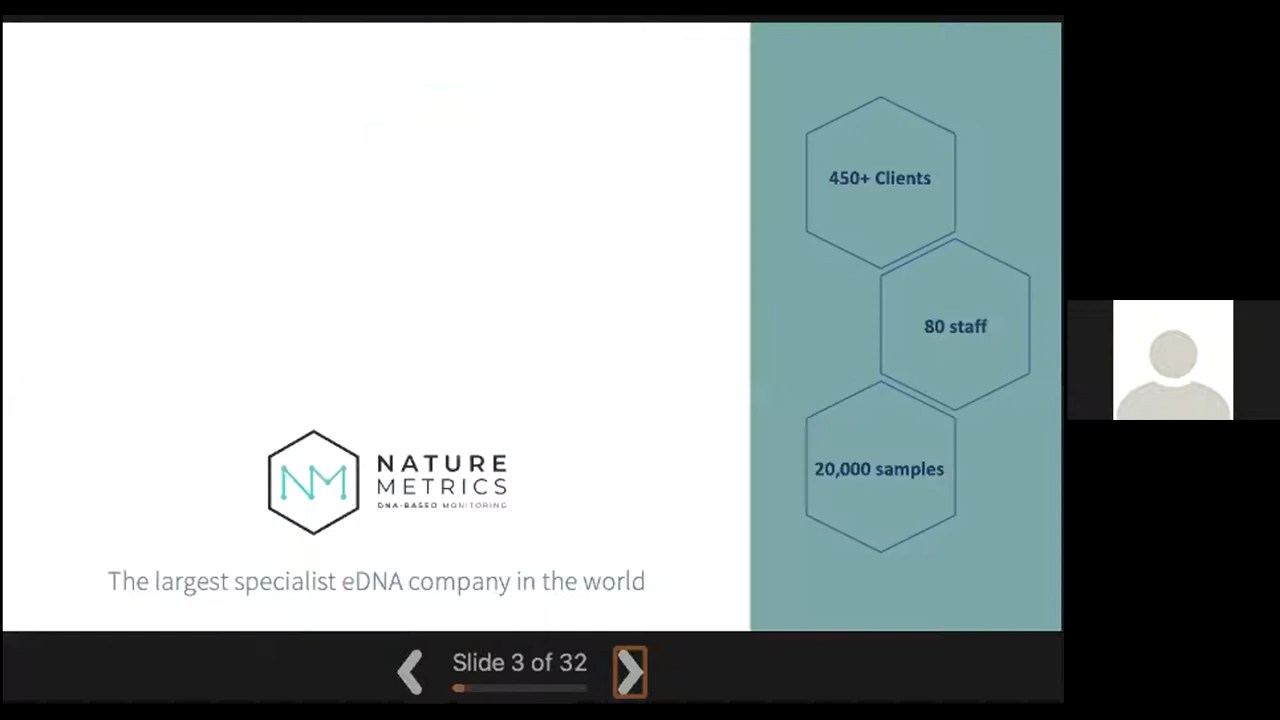 450+ Clients
80 staff
20,000 samples
NM
NATURE
METRICS
DNA-BASED MONITORING
The largest specialist eDNA company in the world
Slide 3 of 32